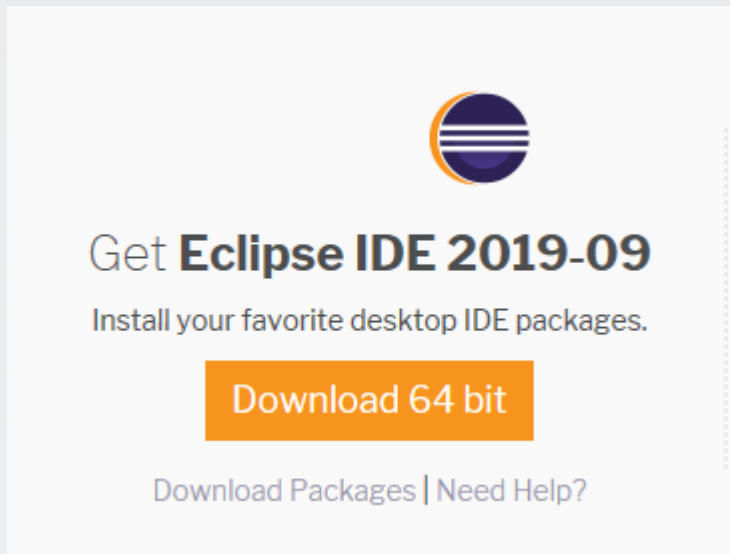 Get Eclipse IDE 2019-09
Install your favorite desktop IDE packages.
Download 64 bit
Download Packages | Need Help?